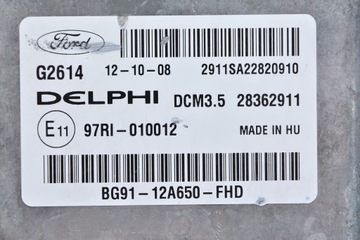 Ford
G2614 12-10-08 2911SA22820910
DELPHI DCM3.5 28362911
E11 97RI-010012 MADE IN HU
BG91-12A650-FHD